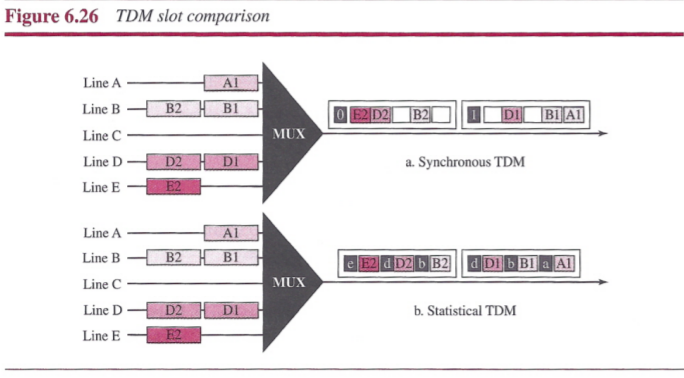 Figure 6.26 TDM slot comparison
Line A A1
Line B B2 B1
Line C
Line D D2 D1
Line E E2
MUX
0 E2 D2 B2 1 D1 B1 A1
a. Synchronous TDM
Line A A1
Line B B2 B1
Line C
Line D D2 D1
Line E E2
MUX
e E2 d D2 b B2 d D1 b B1 a A1
b. Statistical TDM